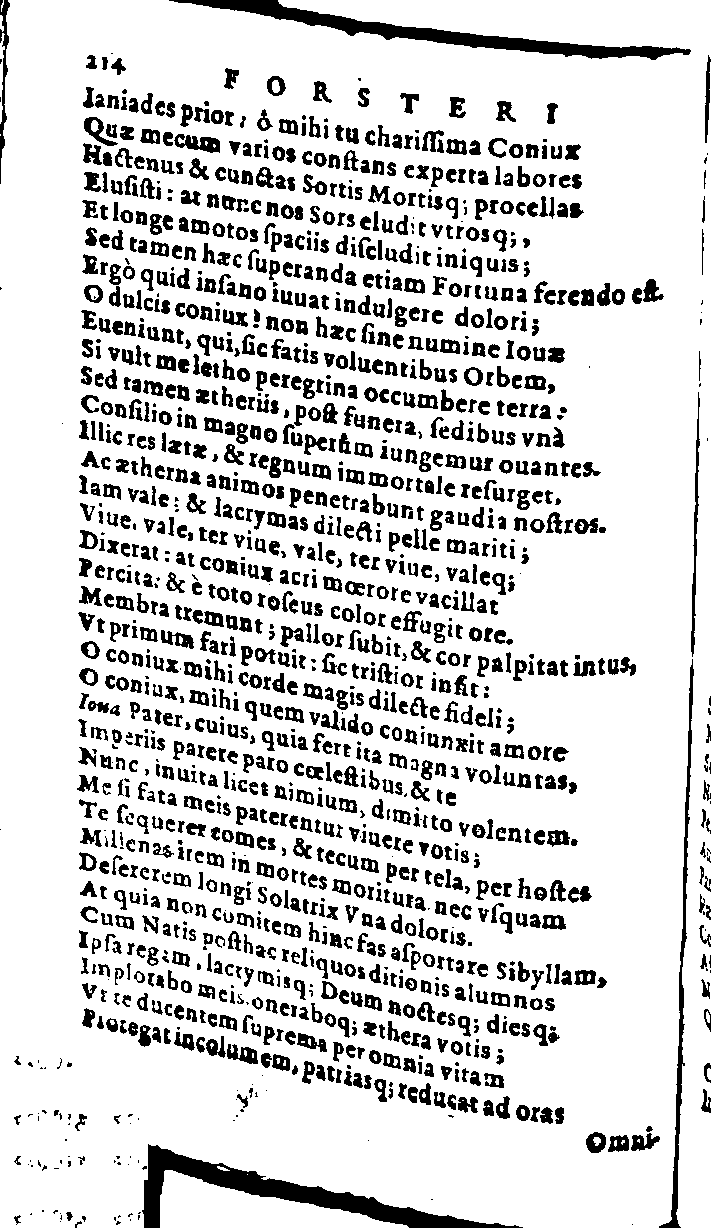 214
FORSTERI
Ianiades prior; ô mihi tu charissima Coniux
Quæ mecum varios constans experta labores
Hactenus & cunctas Sortis Mortisq; procellas
Elusisti: at nunc nos Sors eludit vtrosq;,
Et longe amotos spaciis discludit iniquis;
Sed tamen hæc superanda etiam Fortuna ferendo est.
Ergò quid insano iuuat indulgere dolori;
O dulcis coniux? non hæc sine numine Iouæ
Eueniunt, qui, sic fatis voluentibus Orbem,
Si vult me letho peregrina occumbere terra:
Sed tamen ætheriis, post funera, sedibus vnà
Consilio in magno superûm iungemur ouantes.
Illic res lætæ, & regnum immortale resurget,
Ac ætherna animos penetrabunt gaudia nostros.
Iam vale; & lacrymas dilecti pelle mariti;
Viue, vale, ter viue, vale, ter viue, valeq;
Dixerat: at coniux acri mœrore vacillat
Percita: & è toto roseus color effugit ore.
Membra tremunt; pallor subit, & cor palpitat intus,
Vt primum fari potuit: sic tristior infit:
O coniux mihi corde magis dilecte fideli;
O coniux, mihi quem valido coniunxit amore
Ioua Pater, cuius, quia fert ita magna voluntas,
Imperiis parere paro cœlestibus, & te
Nunc, inuita licet nimium, dimitto volentem.
Me si fata meis paterentur viuere votis;
Te sequerer comes, & tecum per tela, per hostes
Millenas irem in mortes moritura. nec vsquam
Desererem longi Solatrix Vna doloris.
At quia non comitem hinc fas asportare Sibyllam,
Cum Natis posthac reliquos ditionis alumnos
Ipsa regam, lacrymisq; Deum noctesq; diesq;
Implorabo meis. oneraboq; æthera votis;
Vt te ducentem suprema per omnia vitam
Protegat incolumem, patriasq; reducat ad oras
Omni-